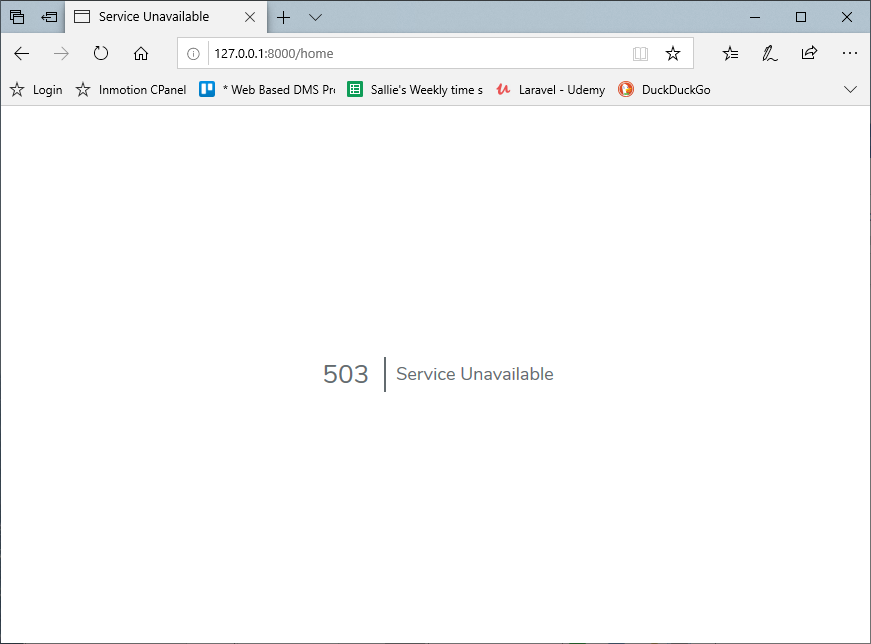 Service Unavailable
127.0.0.1:8000/home
Login Inmotion CPanel * Web Based DMS Pr Sallie's Weekly time s Laravel - Udemy DuckDuckGo
503 Service Unavailable